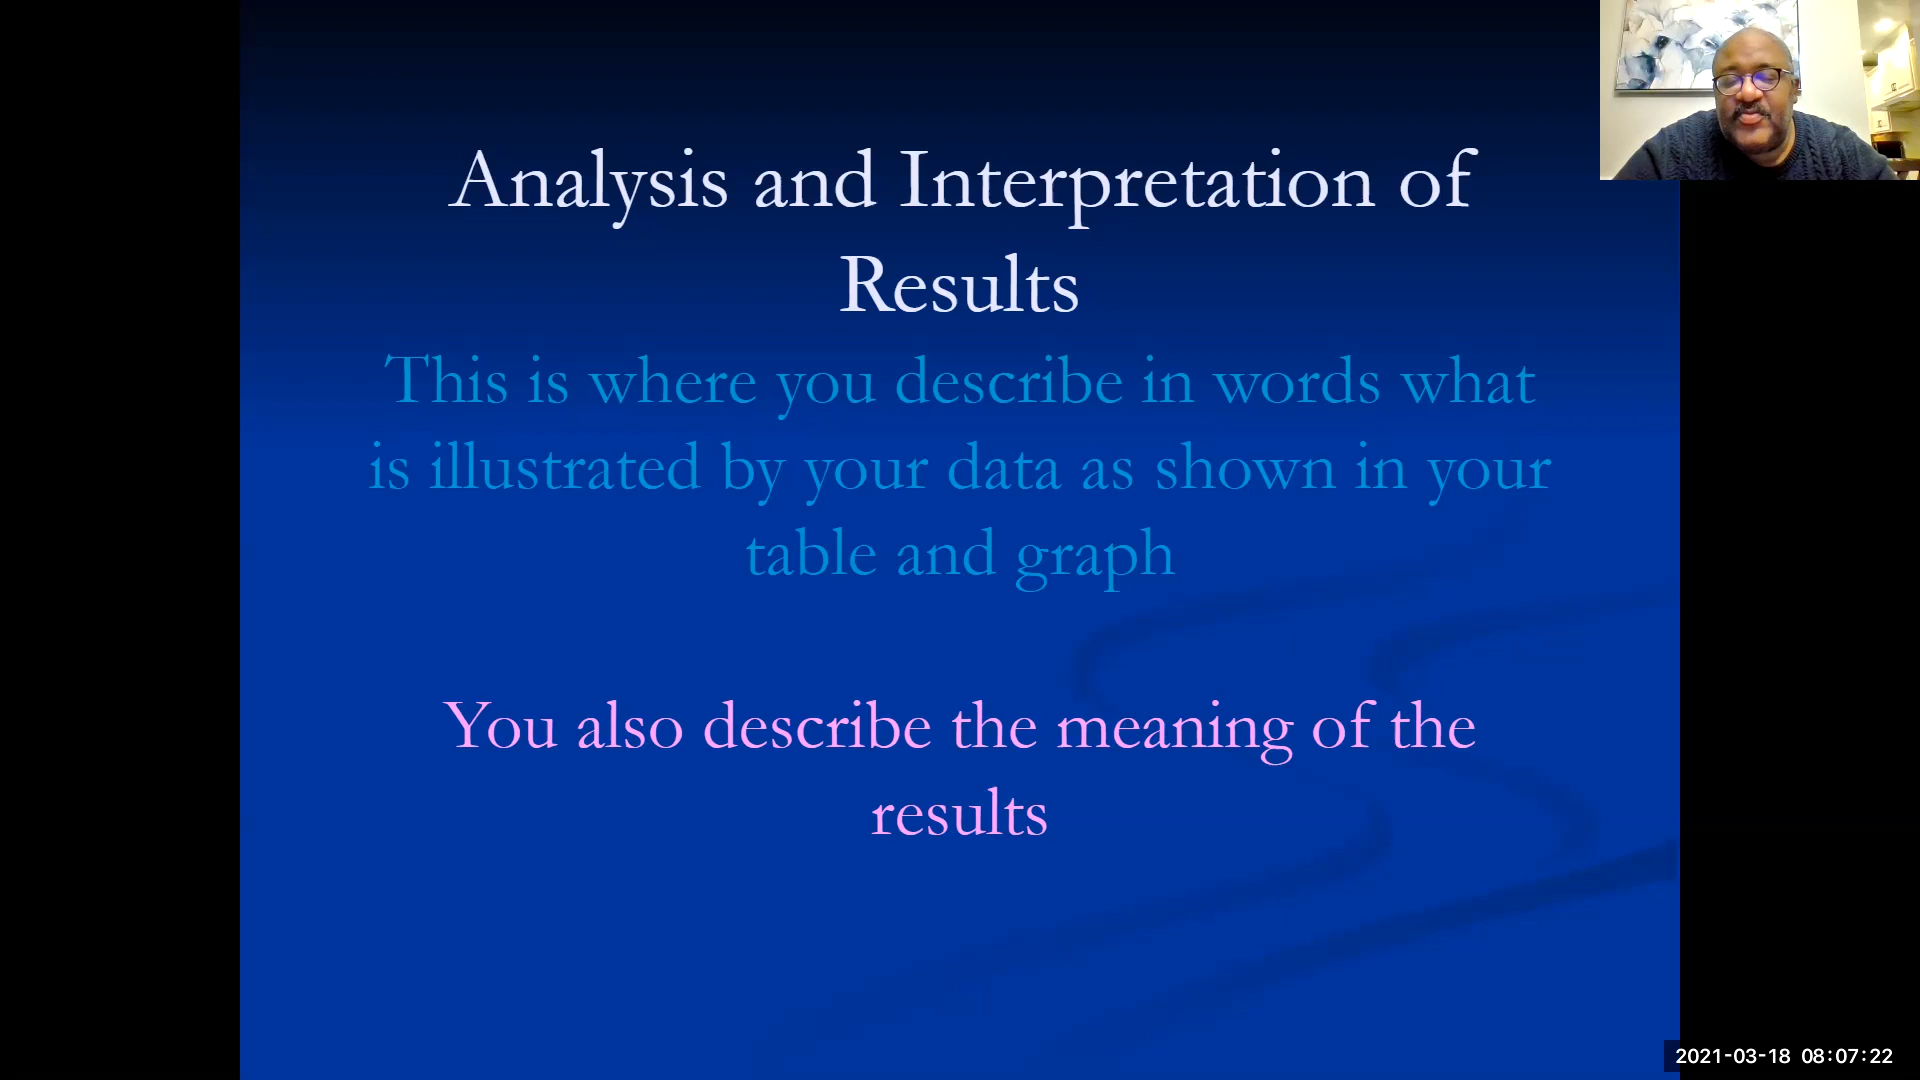 Analysis and Interpretation of
Results
This is where you describe in words what
is illustrated by your data as shown in your
table and graph
You also describe the meaning of the
results
2021-03-18 08:07:22